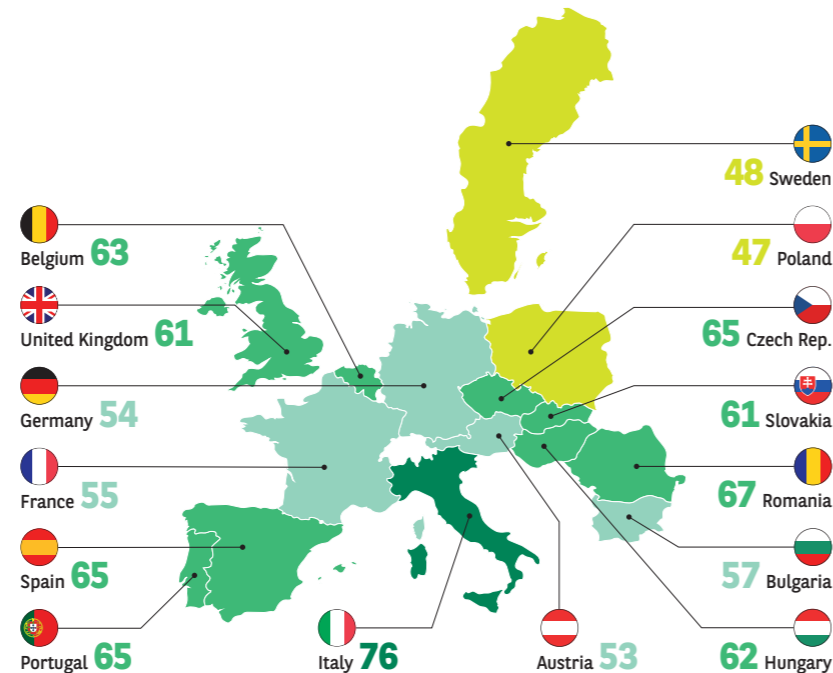 48 Sweden
Belgium 63
47 Poland
United Kingdom 61
65 Czech Rep.
Germany 54
61 Slovakia
France 55
67 Romania
Spain 65
57 Bulgaria
Portugal 65
Italy 76
Austria 53
62 Hungary